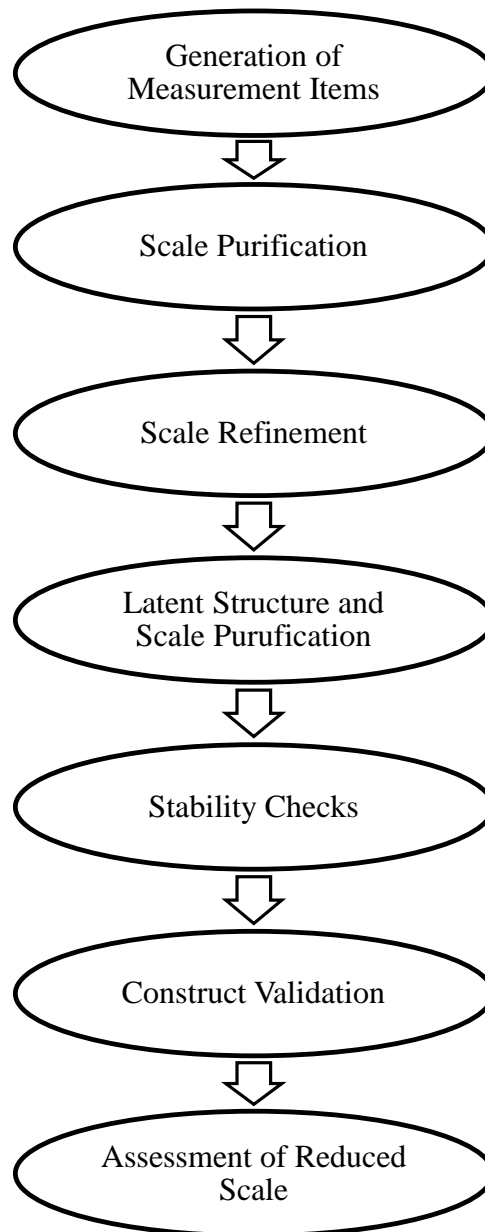 Generation of
Measurement Items
Scale Purification
Scale Refinement
Latent Structure and
Scale Purufication
Stability Checks
Construct Validation
Assessment of Reduced
Scale